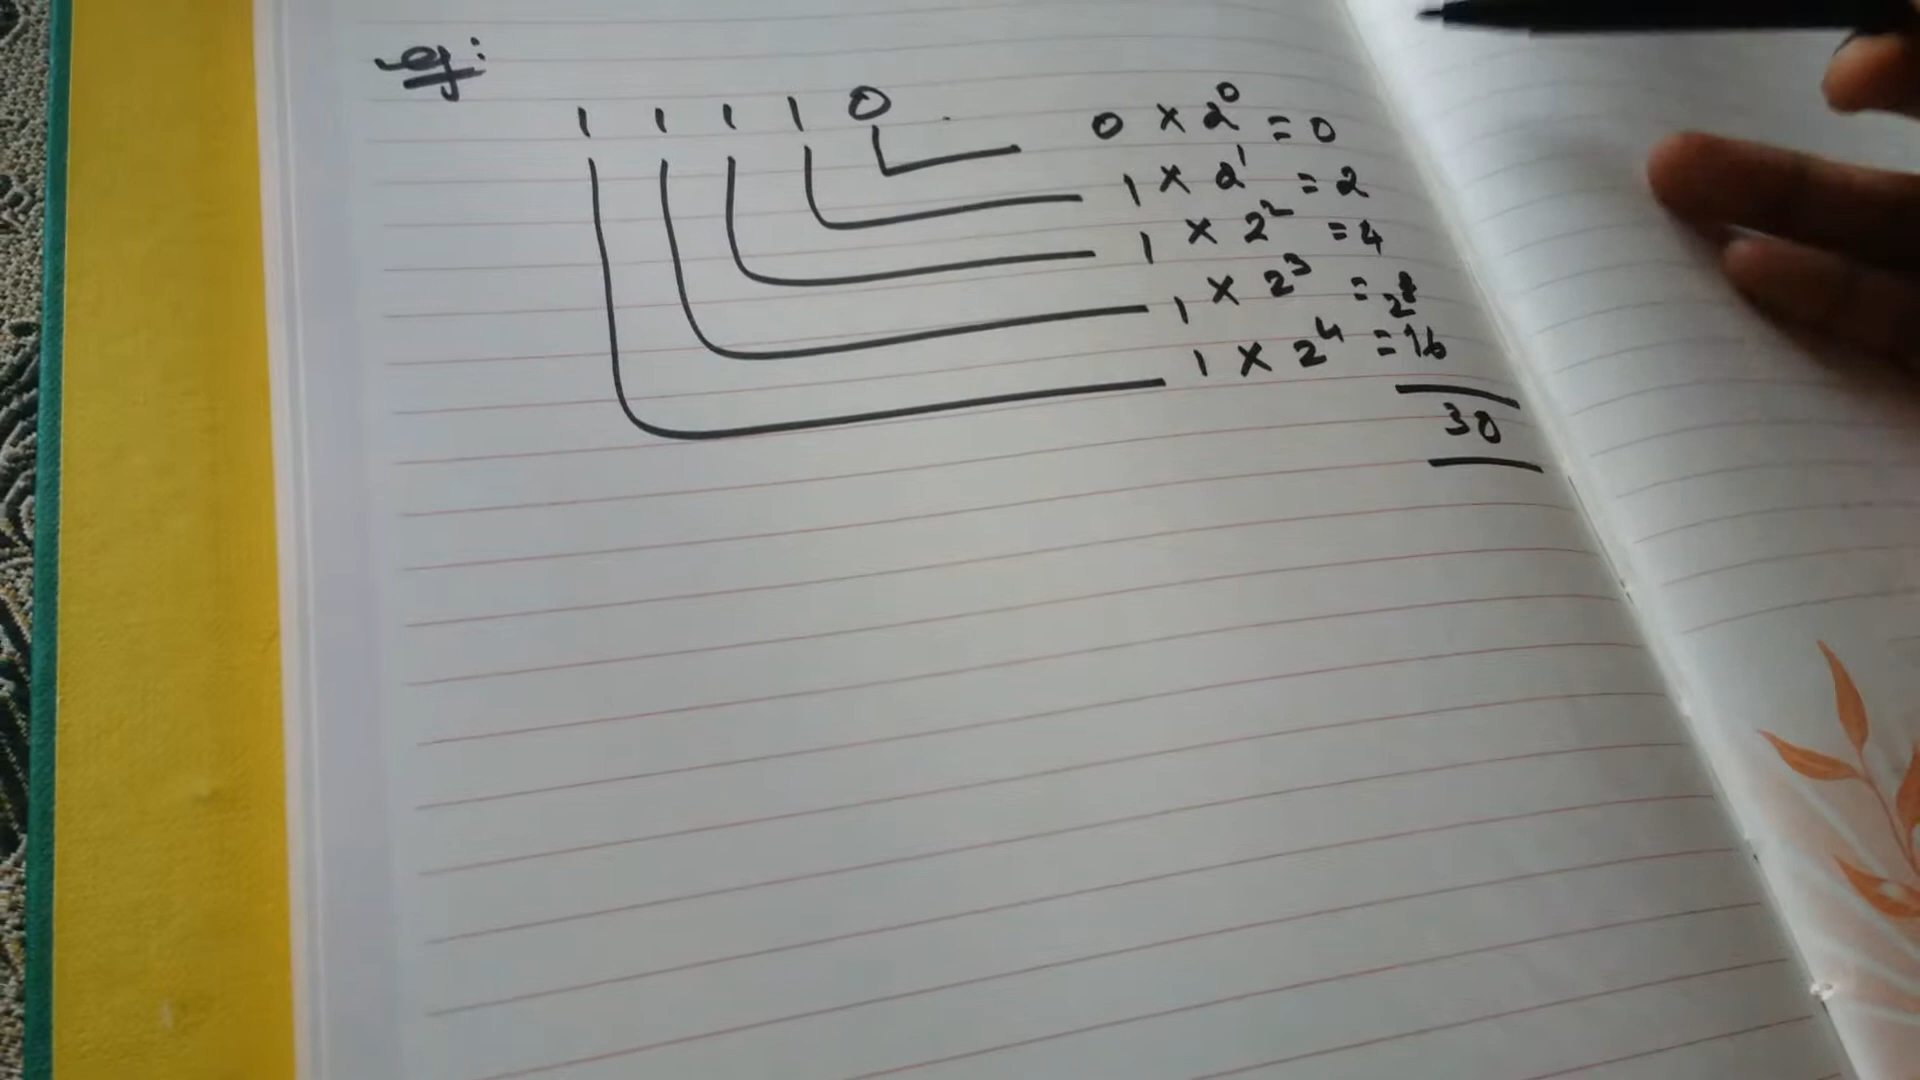 eg:
1 1 1 1 0
0 × 2⁰ = 0
1 × 2¹ = 2
1 × 2² = 4
1 × 2³ =
1 × 2⁴ = 16
30